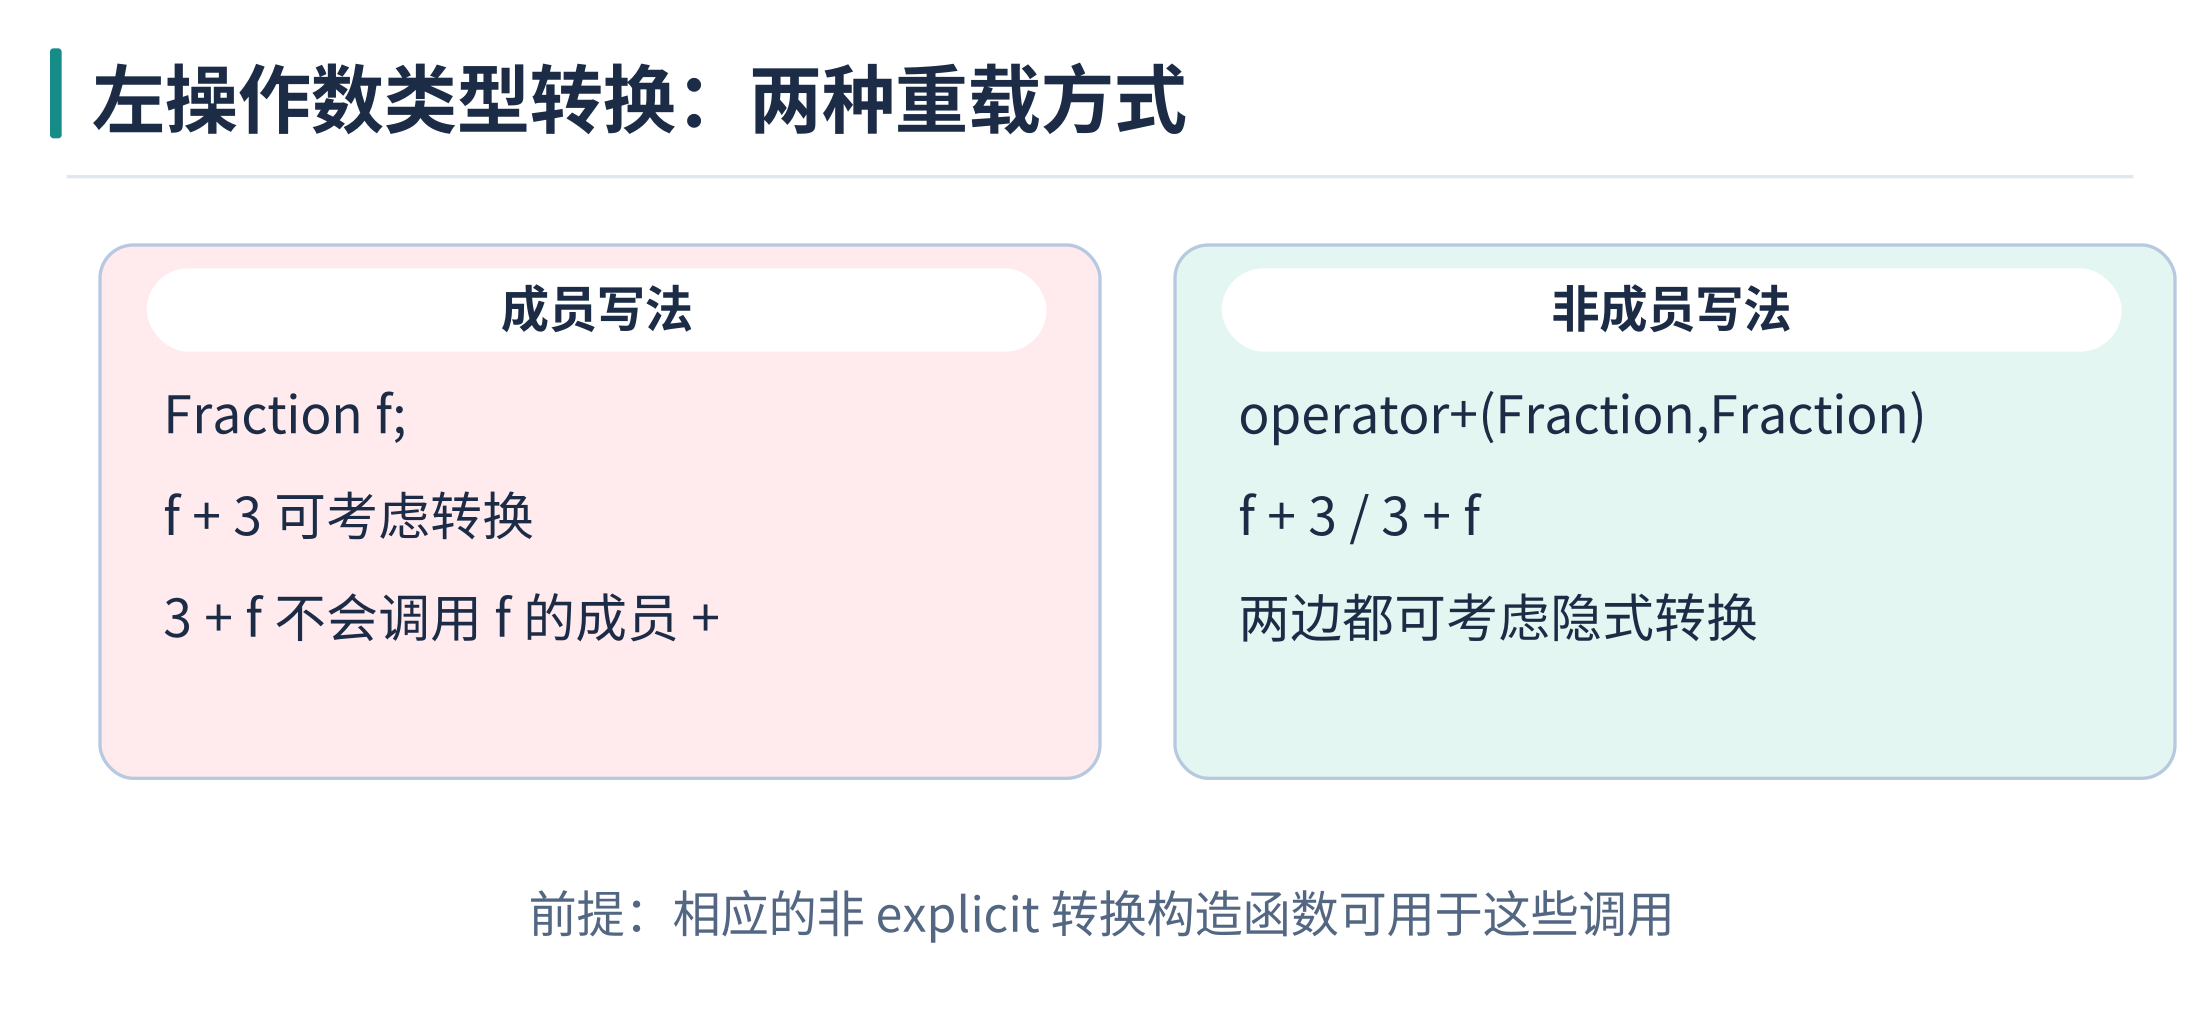 左操作数类型转换：两种重载方式
成员写法
Fraction f;
f + 3 可考虑转换
3 + f 不会调用 f 的成员 +
非成员写法
operator+(Fraction,Fraction)
f + 3 / 3 + f
两边都可考虑隐式转换
前提：相应的非 explicit 转换构造函数可用于这些调用